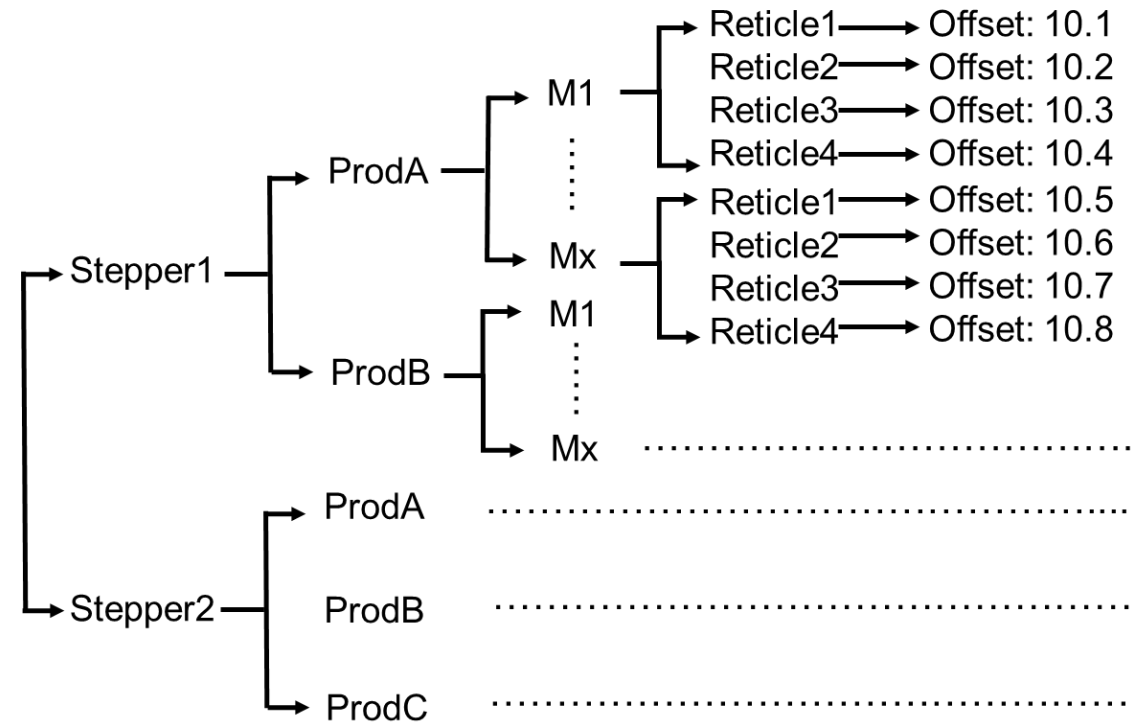 Reticle1 Offset: 10.1
Reticle2 Offset: 10.2
M1
Reticle3 Offset: 10.3
Reticle4 Offset: 10.4
ProdA
Reticle1 Offset: 10.5
Reticle2 Offset: 10.6
Mx
Stepper1
Reticle3 Offset: 10.7
M1
Reticle4 Offset: 10.8
ProdB
Mx
ProdA
Stepper2
ProdB
ProdC